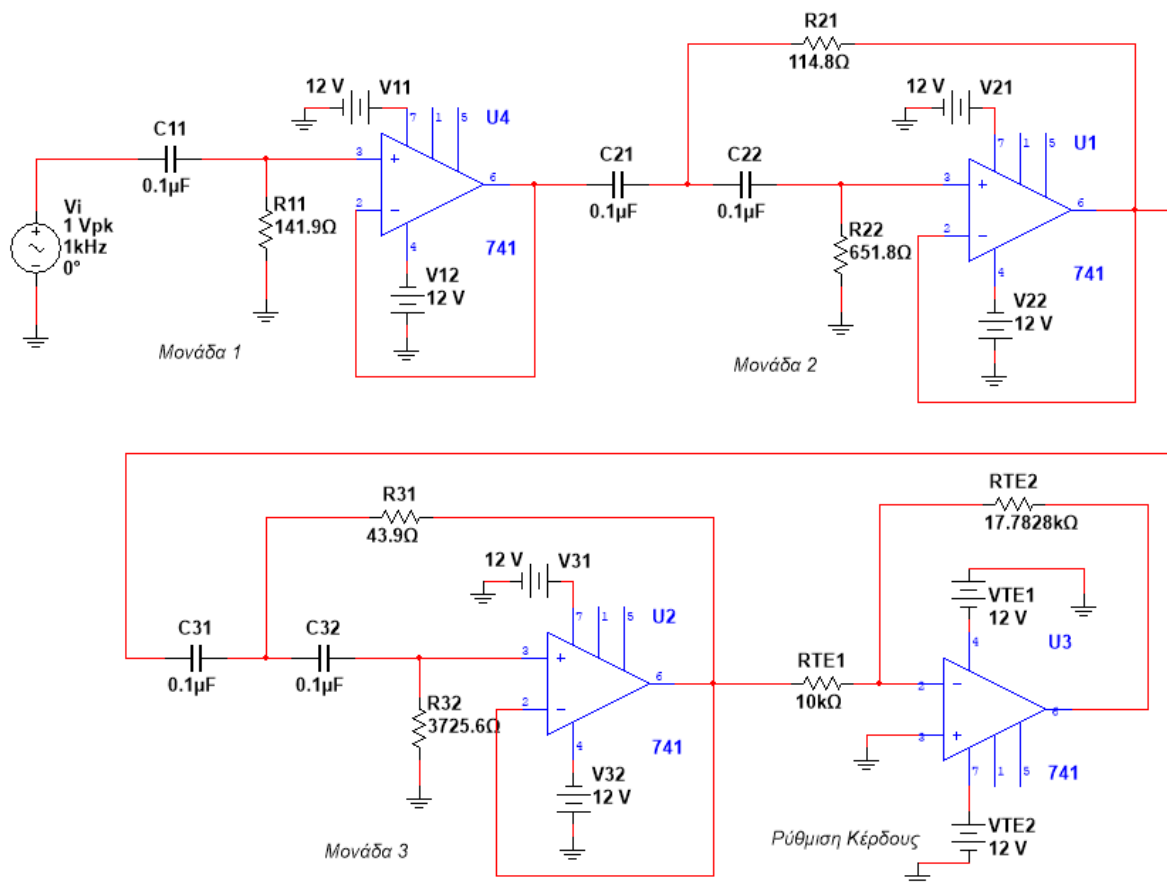 R21
114.8Ω
12 V
V11
7
1
5
U4
12 V
V21
7
1
5
U1
C11
0.1µF
3
+
2
−
6
4
741
R11
141.9Ω
Vi
1 Vpk
1kHz
0°
V12
12 V
Μονάδα 1
C21
0.1µF
C22
0.1µF
3
+
2
−
6
4
741
R22
651.8Ω
V22
12 V
Μονάδα 2
R31
43.9Ω
RTE2
17.7828kΩ
12 V
V31
7
1
5
U2
C31
0.1µF
C32
0.1µF
3
+
2
−
6
4
741
R32
3725.6Ω
V32
12 V
Μονάδα 3
VTE1
12 V
4
U3
RTE1
10kΩ
2
−
3
+
6
7
1
5
741
VTE2
12 V
Ρύθμιση Κέρδους